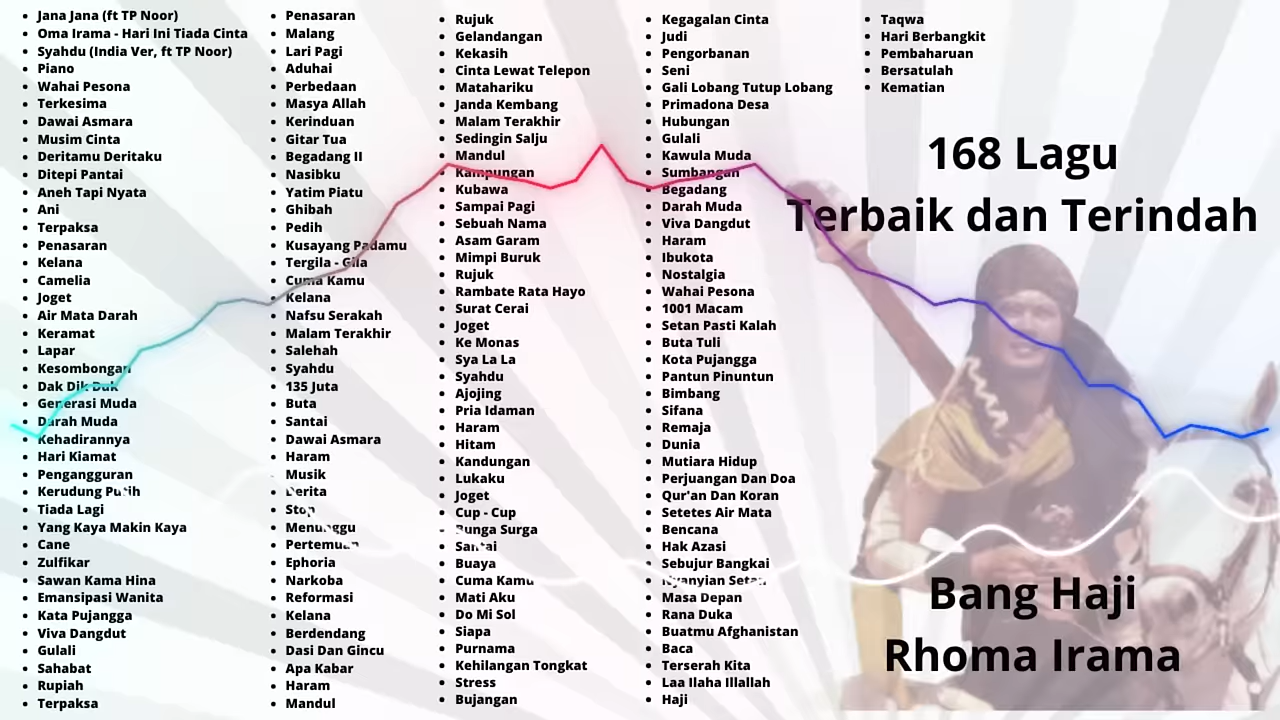 Jana Jana (ft TP Noor)
Oma Irama - Hari Ini Tiada Cinta
Syahdu (India Ver, ft TP Noor)
Piano
Wahai Pesona
Terkesima
Dawai Asmara
Musim Cinta
Deritamu Deritaku
Ditepi Pantai
Aneh Tapi Nyata
Ani
Terpaksa
Penasaran
Kelana
Camelia
Joget
Air Mata Darah
Keramat
Lapar
Kesombongan
Dak Dik Duk
Generasi Muda
Darah Muda
Kehadirannya
Hari Kiamat
Pengangguran
Kerudung Putih
Tiada Lagi
Yang Kaya Makin Kaya
Cane
Zulfikar
Sawan Kama Hina
Emansipasi Wanita
Kata Pujangga
Viva Dangdut
Gulali
Sahabat
Rupiah
Terpaksa
Penasaran
Malang
Lari Pagi
Aduhai
Perbedaan
Masya Allah
Kerinduan
Gitar Tua
Begadang II
Nasibku
Yatim Piatu
Ghibah
Pedih
Kusayang Padamu
Tergila - Gila
Cuma Kamu
Kelana
Nafsu Serakah
Malam Terakhir
Salehah
Syahdu
135 Juta
Buta
Santai
Dawai Asmara
Haram
Musik
Derita
Stop
Menunggu
Pertemuan
Ephoria
Narkoba
Reformasi
Kelana
Berdendang
Dasi Dan Gincu
Apa Kabar
Haram
Mandul
Rujuk
Gelandangan
Kekasih
Cinta Lewat Telepon
Matahariku
Janda Kembang
Malam Terakhir
Sedingin Salju
Mandul
Kampungan
Kubawa
Sampai Pagi
Sebuah Nama
Asam Garam
Mimpi Buruk
Rujuk
Rambate Rata Hayo
Surat Cerai
Joget
Ke Monas
Sya La La
Syahdu
Ajojing
Pria Idaman
Haram
Hitam
Kandungan
Lukaku
Joget
Cup - Cup
Bunga Surga
Santai
Buaya
Cuma Kamu
Mati Aku
Do Mi Sol
Siapa
Purnama
Kehilangan Tongkat
Stress
Bujangan
Kegagalan Cinta
Judi
Pengorbanan
Seni
Gali Lobang Tutup Lobang
Primadona Desa
Hubungan
Gulali
Kawula Muda
Sumbangan
Begadang
Darah Muda
Viva Dangdut
Haram
Ibukota
Nostalgia
Wahai Pesona
1001 Macam
Setan Pasti Kalah
Buta Tuli
Kota Pujangga
Pantun Pinuntun
Bimbang
Sifana
Remaja
Dunia
Mutiara Hidup
Perjuangan Dan Doa
Qur'an Dan Koran
Setetes Air Mata
Bencana
Hak Azasi
Sebujur Bangkai
Nyanyian Setan
Masa Depan
Rana Duka
Buatmu Afghanistan
Baca
Terserah Kita
Laa Ilaha Illallah
Haji
Taqwa
Hari Berbangkit
Pembaharuan
Bersatulah
Kematian
168 Lagu
Terbaik dan Terindah
Bang Haji
Rhoma Irama